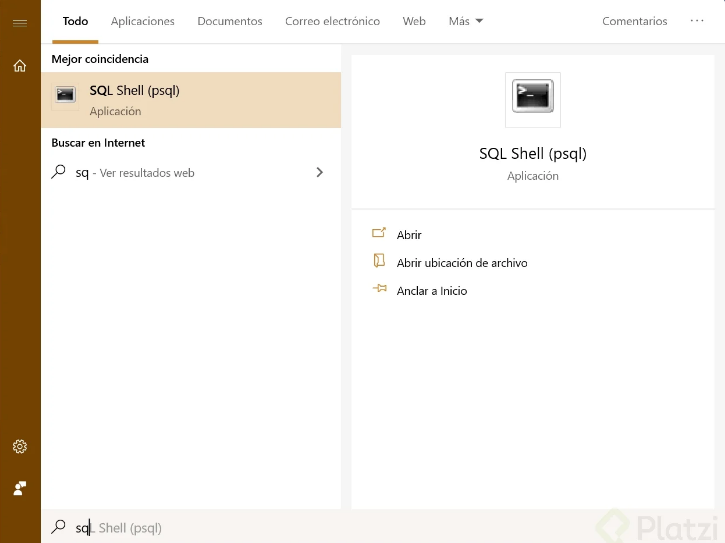 Todo Aplicaciones Documentos Correo electrónico Web Más Comentarios ...
Mejor coincidencia
SQL Shell (psql)
Aplicación
Buscar en Internet
sq - Ver resultados web
SQL Shell (psql)
Aplicación
Abrir
Abrir ubicación de archivo
Anclar a Inicio
sqL Shell (psql)
Platzi